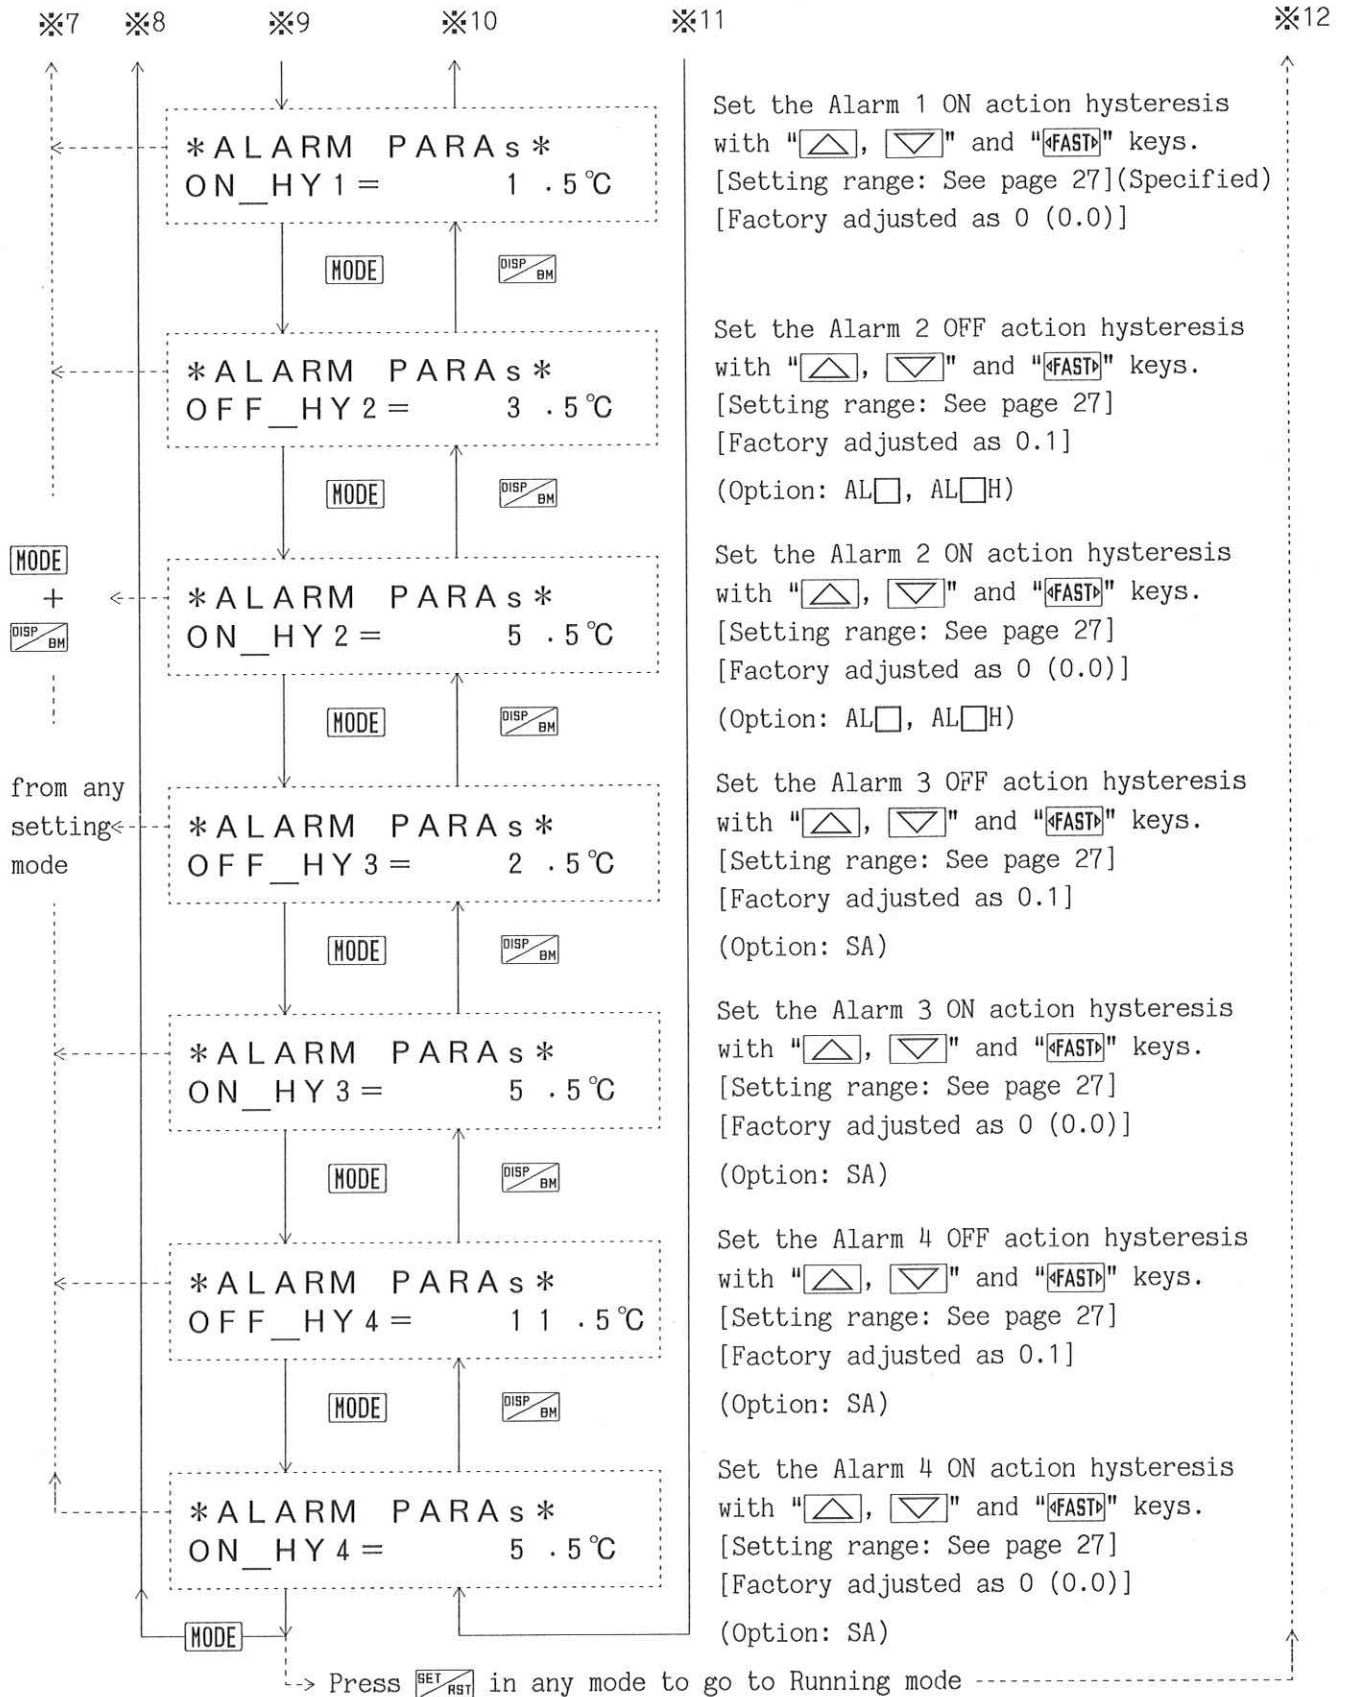 ※7 ※8 ※9 ※10 ※11 ※12
*ALARM PARAs*
ON_HY1= 1.5℃
Set the Alarm 1 ON action hysteresis
with "△, ▽" and "◁FAST▷" keys.
[Setting range: See page 27](Specified)
[Factory adjusted as 0 (0.0)]
MODE DISP/BM
*ALARM PARAs*
OFF_HY2= 3.5℃
Set the Alarm 2 OFF action hysteresis
with "△, ▽" and "◁FAST▷" keys.
[Setting range: See page 27]
[Factory adjusted as 0.1]
(Option: AL□, AL□H)
MODE DISP/BM
MODE
+
DISP/BM
*ALARM PARAs*
ON_HY2= 5.5℃
Set the Alarm 2 ON action hysteresis
with "△, ▽" and "◁FAST▷" keys.
[Setting range: See page 27]
[Factory adjusted as 0 (0.0)]
(Option: AL□, AL□H)
MODE DISP/BM
from any
setting
mode
*ALARM PARAs*
OFF_HY3= 2.5℃
Set the Alarm 3 OFF action hysteresis
with "△, ▽" and "◁FAST▷" keys.
[Setting range: See page 27]
[Factory adjusted as 0.1]
(Option: SA)
MODE DISP/BM
*ALARM PARAs*
ON_HY3= 5.5℃
Set the Alarm 3 ON action hysteresis
with "△, ▽" and "◁FAST▷" keys.
[Setting range: See page 27]
[Factory adjusted as 0 (0.0)]
(Option: SA)
MODE DISP/BM
*ALARM PARAs*
OFF_HY4= 11.5℃
Set the Alarm 4 OFF action hysteresis
with "△, ▽" and "◁FAST▷" keys.
[Setting range: See page 27]
[Factory adjusted as 0.1]
(Option: SA)
MODE DISP/BM
*ALARM PARAs*
ON_HY4= 5.5℃
Set the Alarm 4 ON action hysteresis
with "△, ▽" and "◁FAST▷" keys.
[Setting range: See page 27]
[Factory adjusted as 0 (0.0)]
(Option: SA)
MODE
Press SET/RST in any mode to go to Running mode